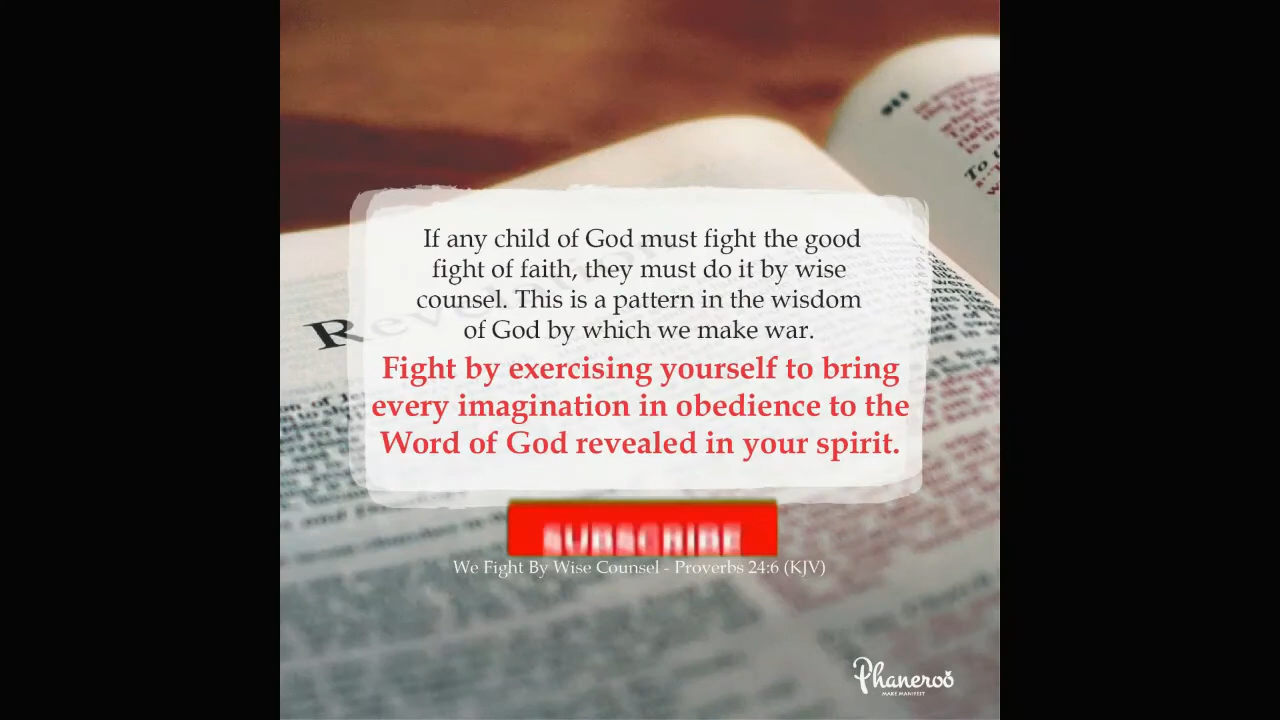 If any child of God must fight the good
fight of faith, they must do it by wise
counsel. This is a pattern in the wisdom
of God by which we make war.
Fight by exercising yourself to bring
every imagination in obedience to the
Word of God revealed in your spirit.
Revelation
SUBSCRIBE
We Fight By Wise Counsel - Proverbs 24:6 (KJV)
Phaneroo
MAKE MANIFEST